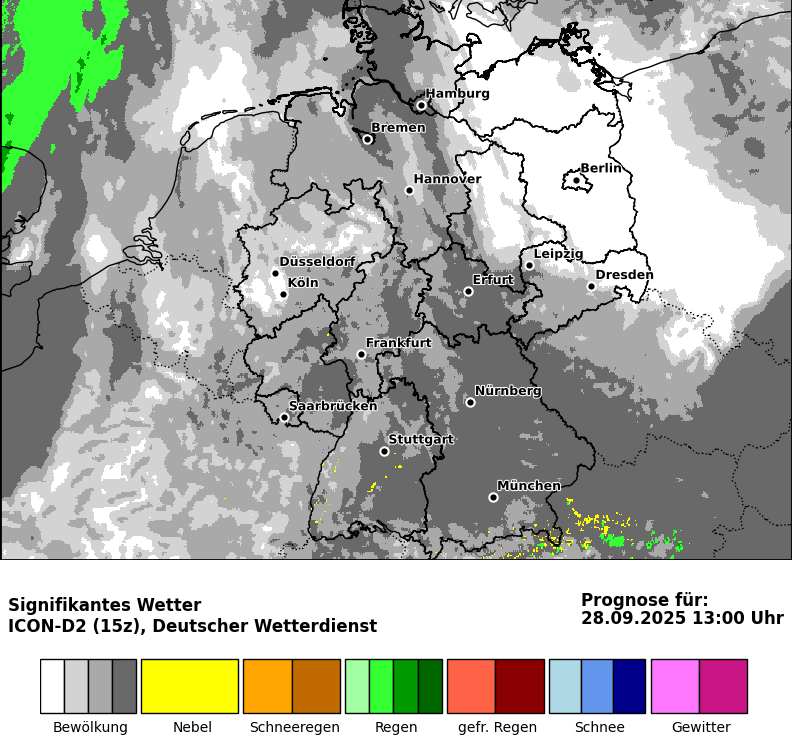 Hamburg
Bremen
Berlin
Hannover
Leipzig
Düsseldorf
Dresden
Köln
Erfurt
Frankfurt
Nürnberg
Saarbrücken
Stuttgart
München
Signifikantes Wetter
ICON-D2 (15z), Deutscher Wetterdienst
Prognose für:
28.09.2025 13:00 Uhr
Bewölkung Nebel Schneeregen Regen gefr. Regen Schnee Gewitter